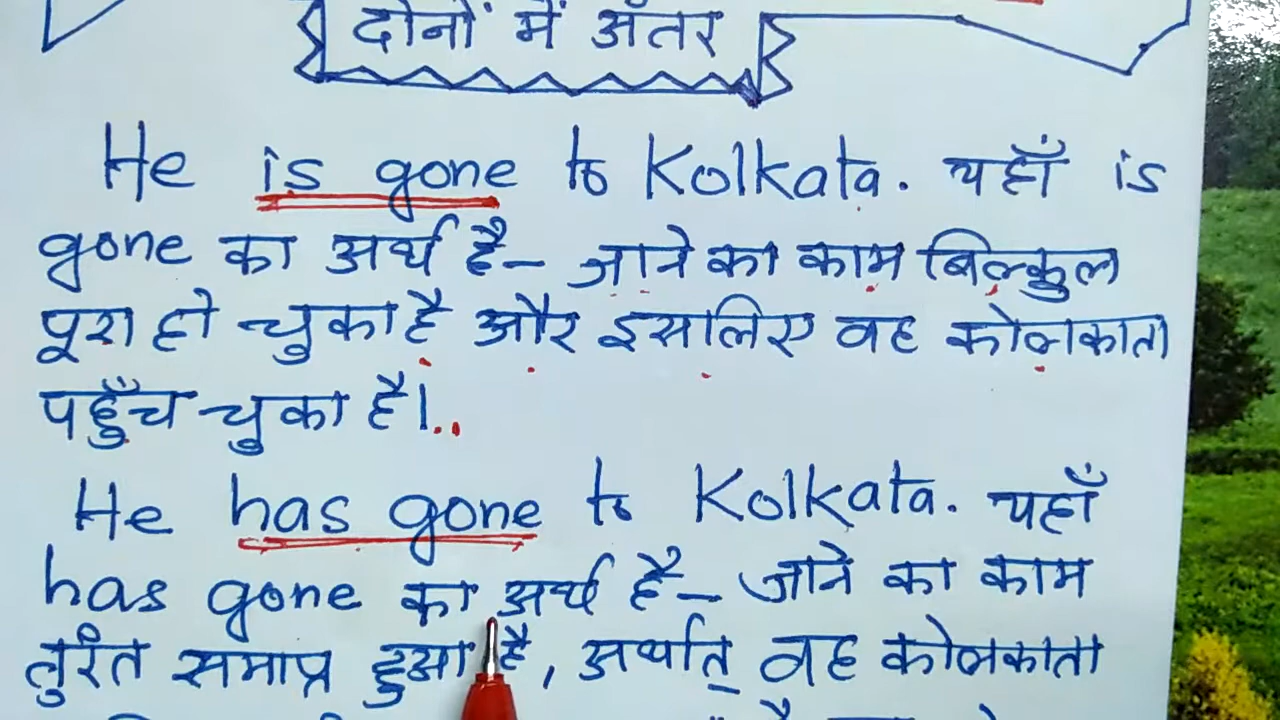 दोनों में अंतर
He is gone to Kolkata. यहाँ is
gone का अर्थ है- जाने का काम बिल्कुल
पूरा हो चुका है और इसलिए वह कोलकाता
पहुँच चुका है।
He has gone to Kolkata. यहाँ
has gone का अर्थ है- जाने का काम
तुरंत समाप्त हुआ है, अर्थात् वह कोलकाता